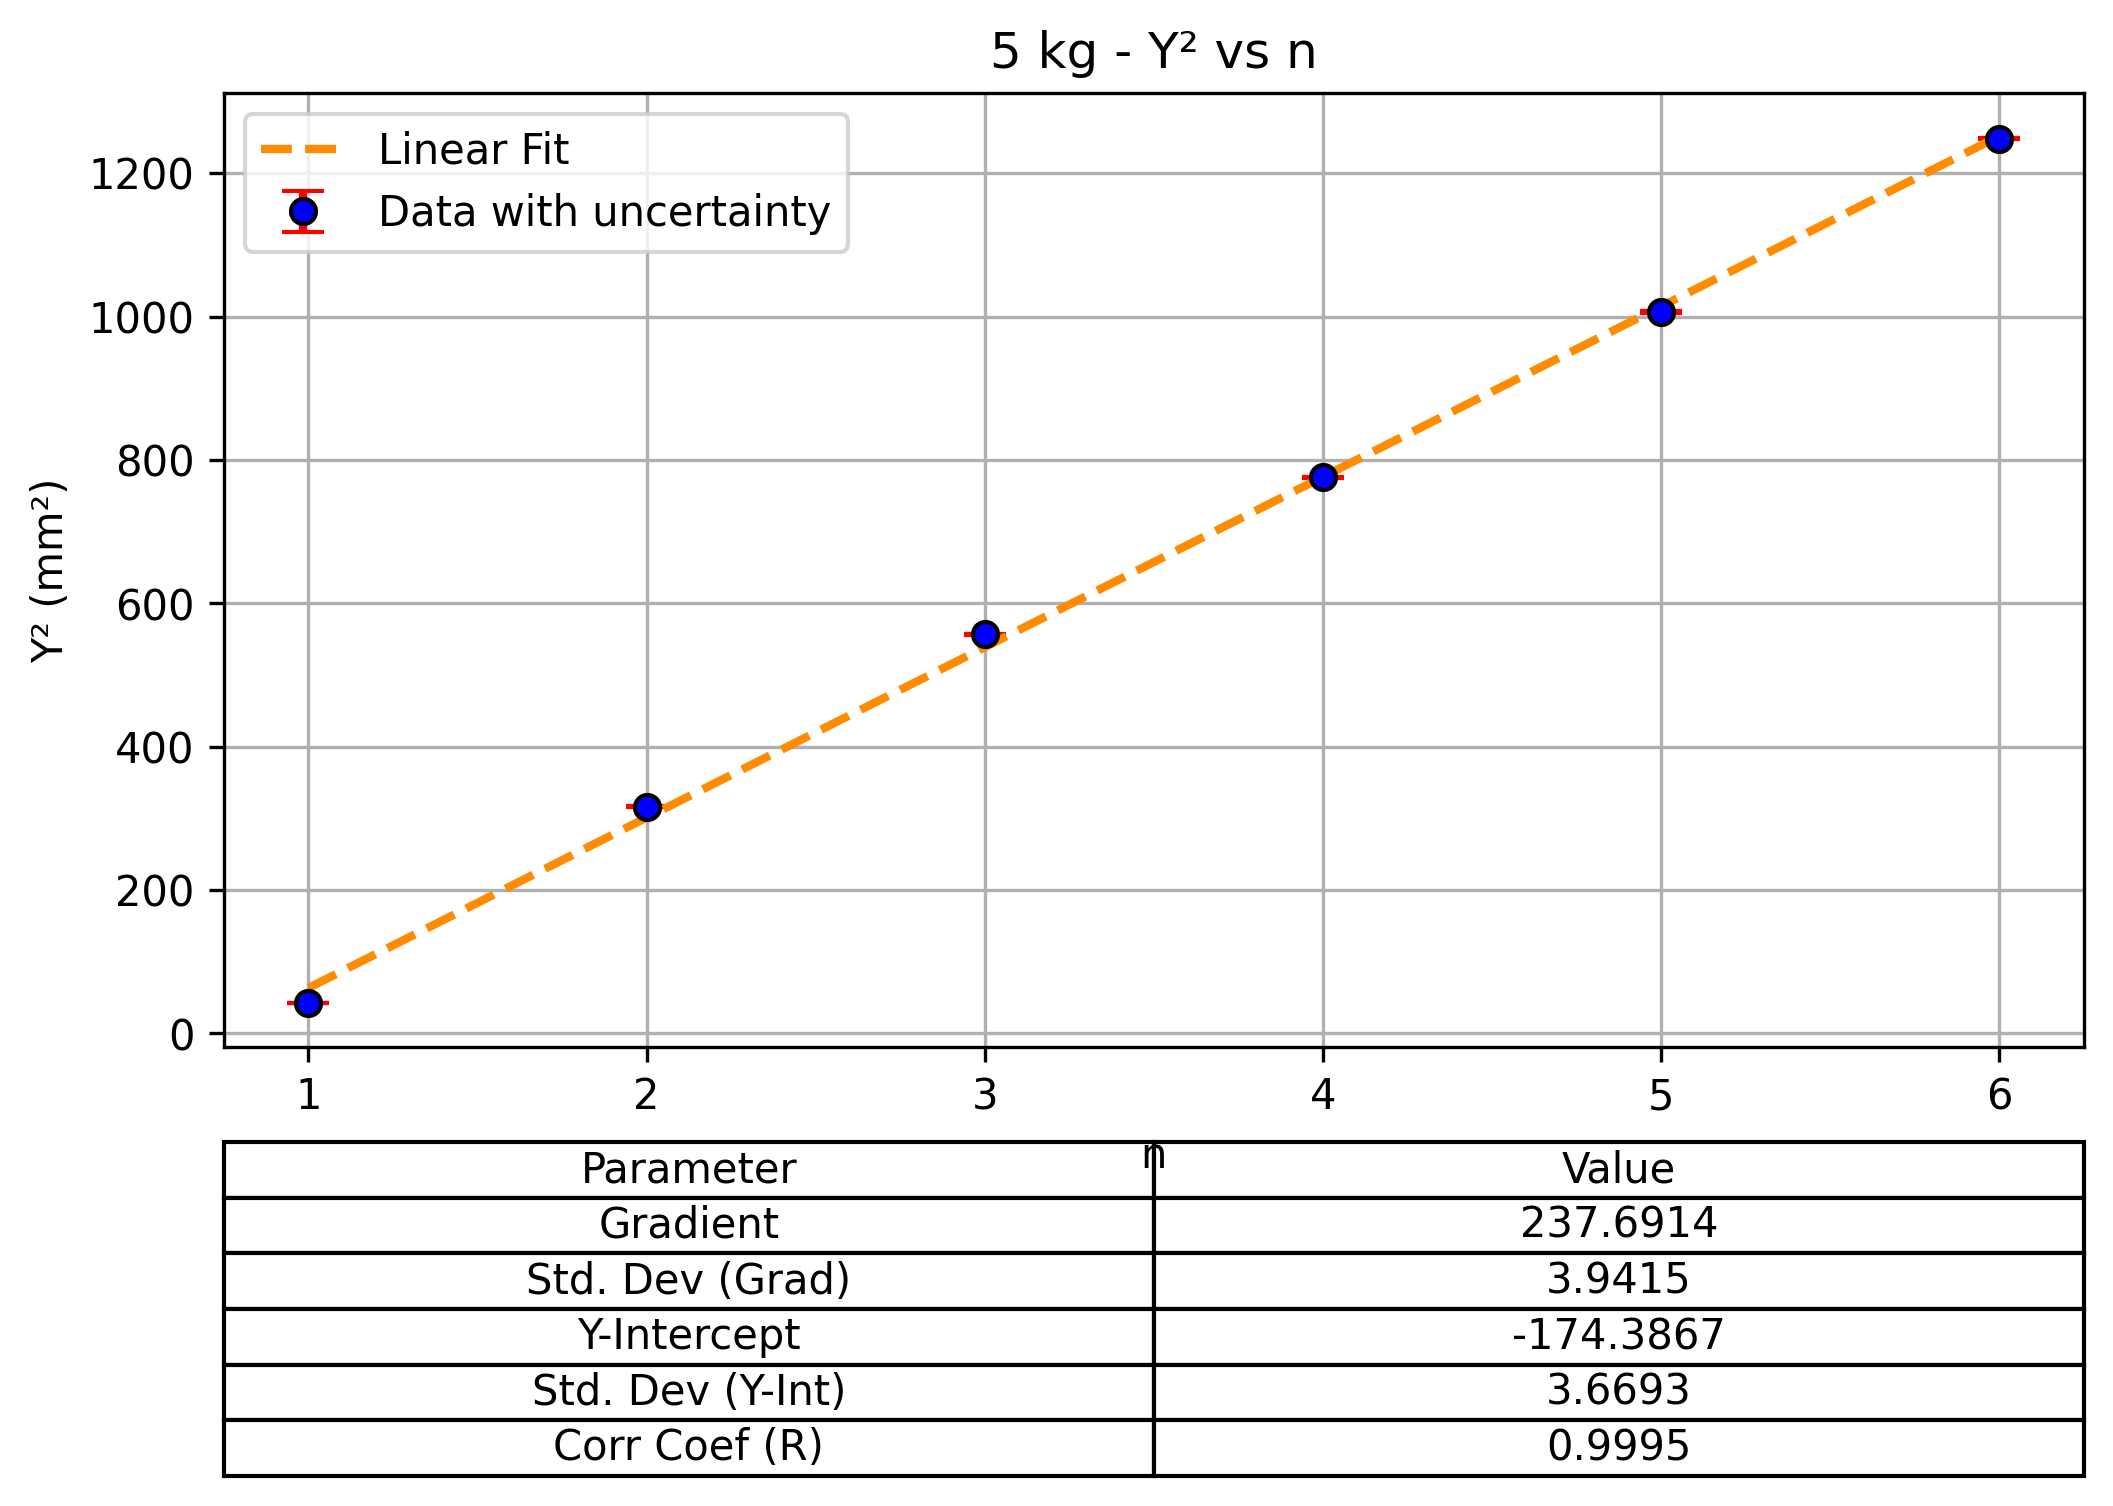 5 kg - Y² vs n
Linear Fit
Data with uncertainty
Y² (mm²)
1200
1000
800
600
400
200
0
1 2 3 4 5 6
n
Parameter Value
Gradient 237.6914
Std. Dev (Grad) 3.9415
Y-Intercept -174.3867
Std. Dev (Y-Int) 3.6693
Corr Coef (R) 0.9995